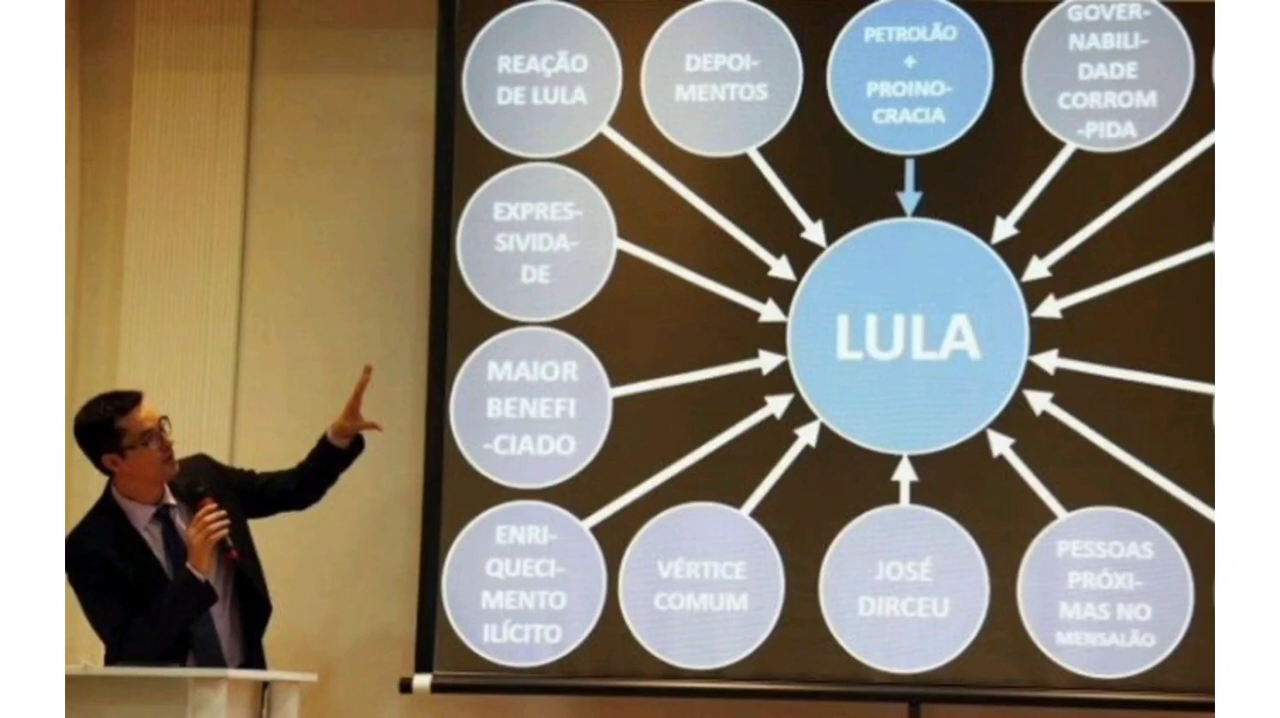 REAÇÃO
DE LULA
DEPOI-
MENTOS
PETROLÃO
+
PROINO-
CRACIA
GOVER-
NABILI-
DADE
CORROM
-PIDA
EXPRES-
SIVIDA-
DE
LULA
MAIOR
BENEFI
-CIADO
ENRI-
QUECI-
MENTO
ILÍCITO
VÉRTICE
COMUM
JOSÉ
DIRCEU
PESSOAS
PRÓXI-
MAS NO
MENSALÃO